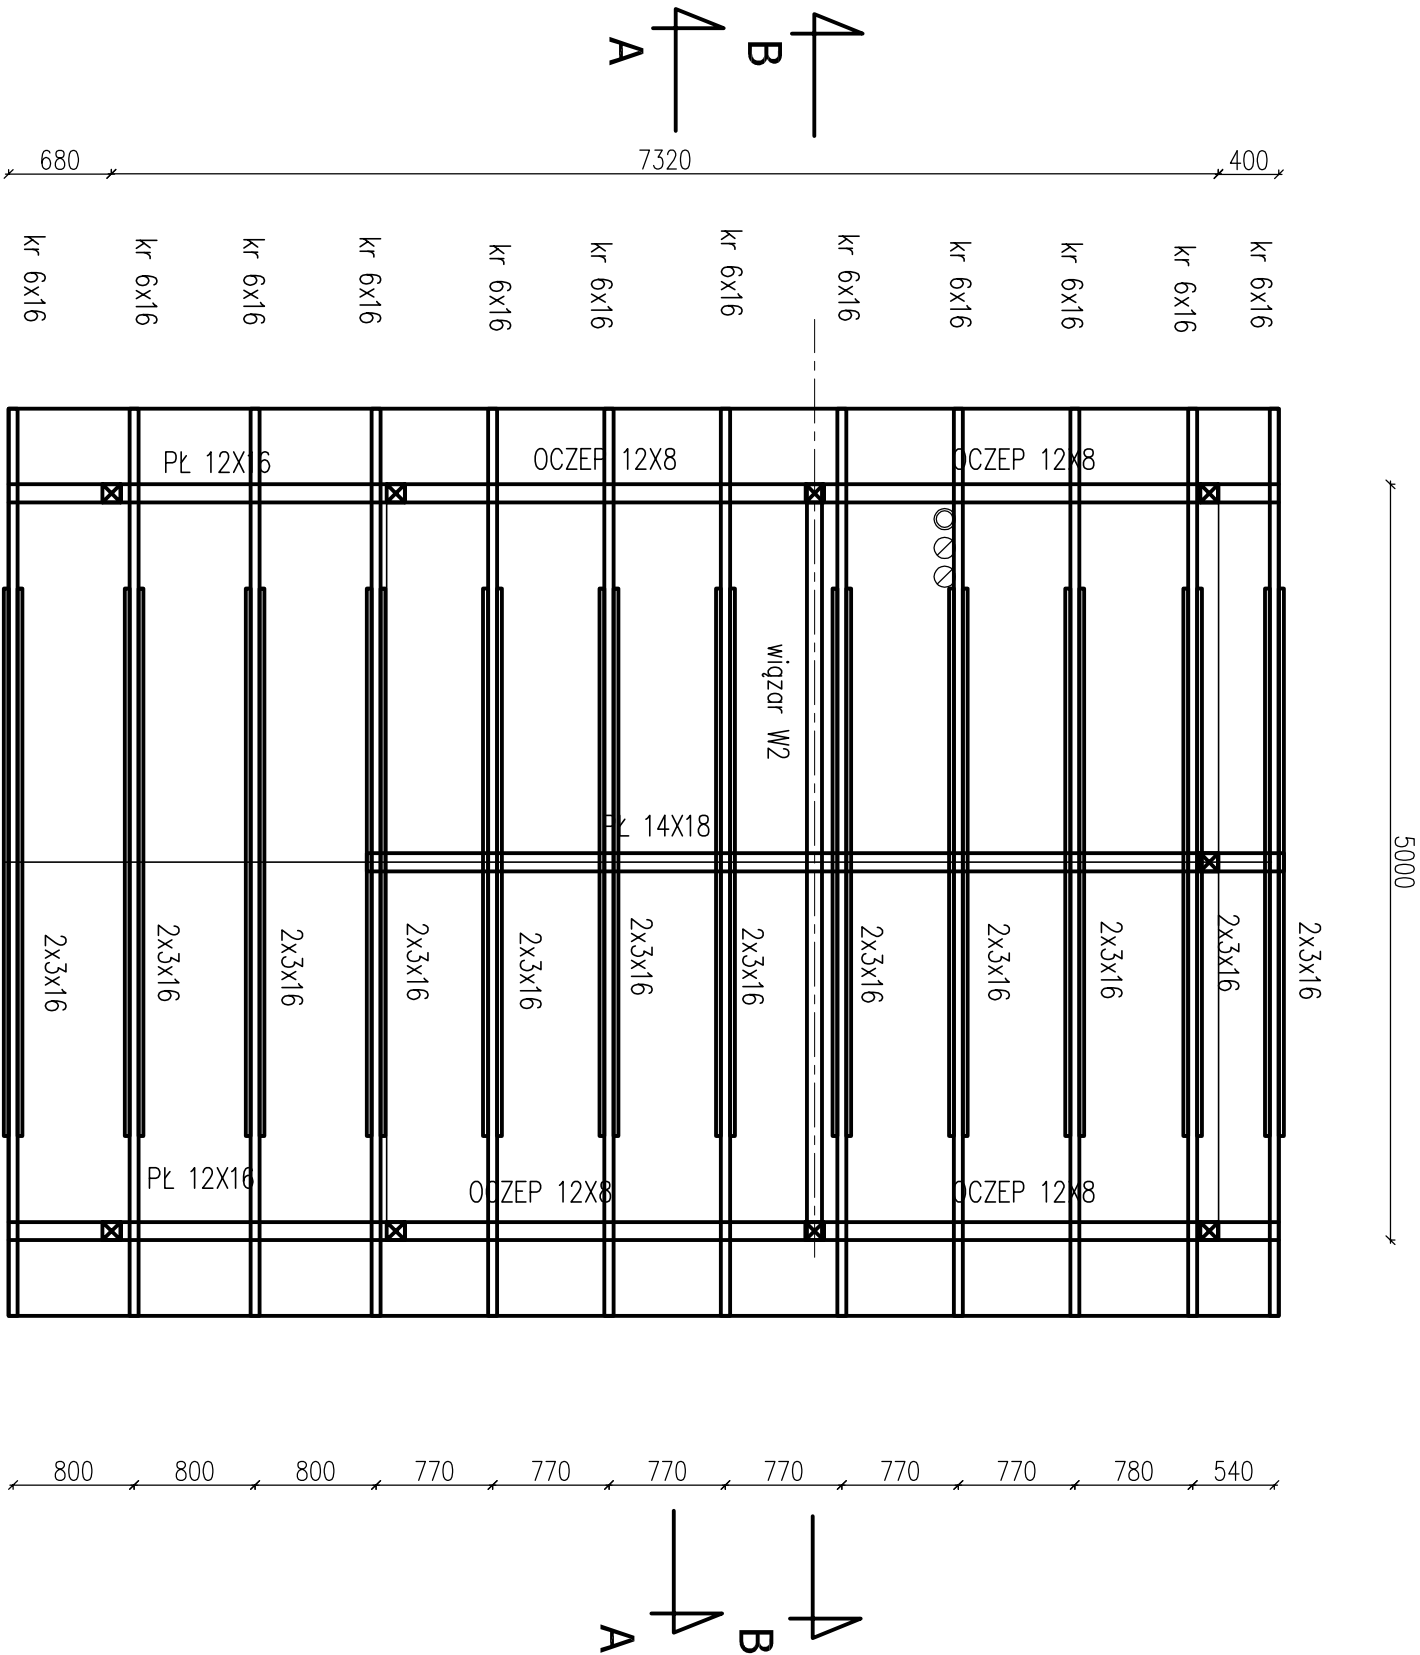 A
B
680
7320
400
kr 6x16
kr 6x16
kr 6x16
kr 6x16
kr 6x16
kr 6x16
kr 6x16
kr 6x16
kr 6x16
kr 6x16
kr 6x16
kr 6x16
PŁ 12X16
OCZEP 12X8
OCZEP 12X8
wiązar W2
PŁ 14X18
5000
2x3x16
2x3x16
2x3x16
2x3x16
2x3x16
2x3x16
2x3x16
2x3x16
2x3x16
2x3x16
2x3x16
2x3x16
PŁ 12X16
OCZEP 12X8
OCZEP 12X8
800
800
800
770
770
770
770
770
770
780
540
A
B